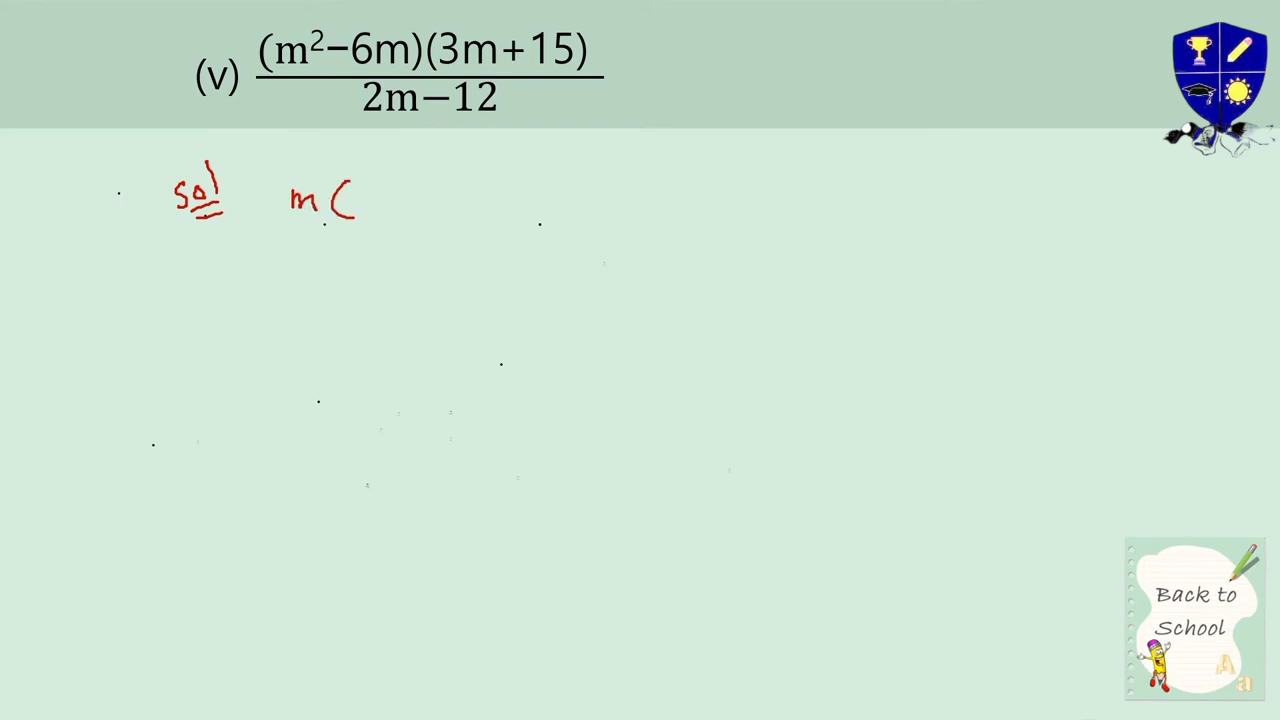 (v) (m²−6m)(3m+15)
2m−12
sol m (
Back to
School
A
a